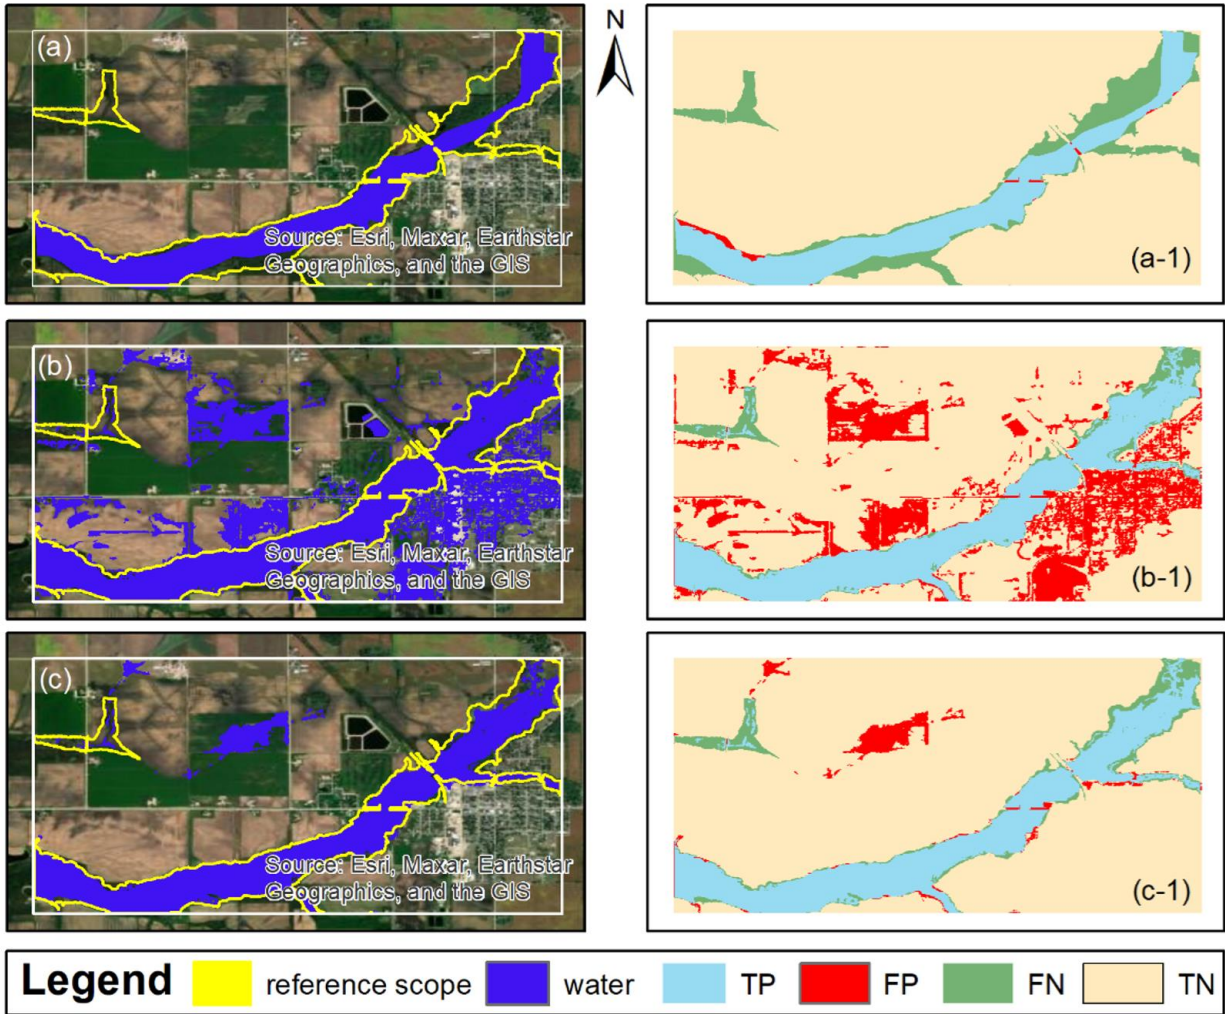 (a)
Source: Esri, Maxar, Earthstar
Geographics, and the GIS
N
(a-1)
(b)
Source: Esri, Maxar, Earthstar
Geographics, and the GIS
(b-1)
(c)
Source: Esri, Maxar, Earthstar
Geographics, and the GIS
(c-1)
Legend reference scope water TP FP FN TN